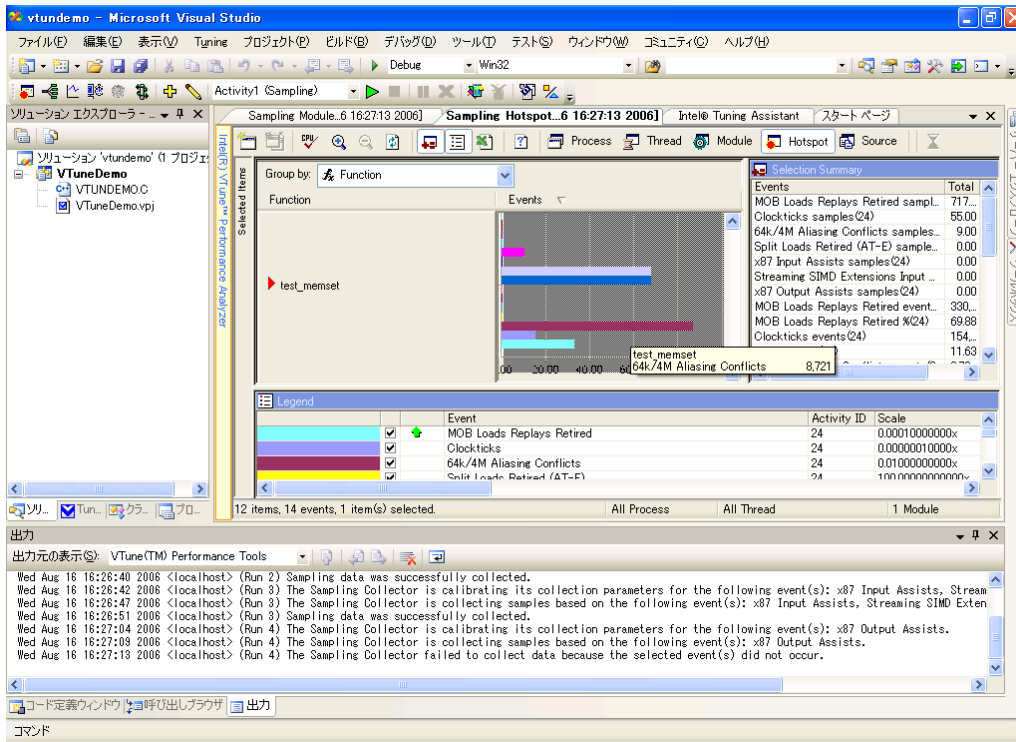 vtundemo - Microsoft Visual Studio
ファイル(F) 編集(E) 表示(V) Tuning プロジェクト(P) ビルド(B) デバッグ(D) ツール(T) テスト(S) ウィンドウ(W) コミュニティ(C) ヘルプ(H)
Debug Win32
Activity1 (Sampling)
ソリューション エクスプローラ - ...
ソリューション 'vtundemo' (1 プロジェ
VTuneDemo
VTUNDEMO.C
VTuneDemo.vpj
ソリ... Tun... クラ... プロ...
Intel(R) VTune™ Performance Analyzer
Sampling Module...6 16:27:13 2006] Sampling Hotspot...6 16:27:13 2006] Intel® Tuning Assistant スタート ページ
CPU Process Thread Module Hotspot Source
Selected Items
Group by: fx Function
Function Events
test_memset
.00 20.00 40.00
test_memset
64k/4M Aliasing Conflicts 8,721
Selection Summary
Events Total
MOB Loads Replays Retired sampl... 717....
Clockticks samples(24) 55.00
64k/4M Aliasing Conflicts samples... 9.00
Split Loads Retired (AT-E) sample... 0.00
x87 Input Assists samples(24) 0.00
Streaming SIMD Extensions Input ... 0.00
x87 Output Assists samples(24) 0.00
MOB Loads Replays Retired event... 330,...
MOB Loads Replays Retired %(24) 69.88
Clockticks events(24) 154,...
11.63
Legend
Event Activity ID Scale
MOB Loads Replays Retired 24 0.00010000000x
Clockticks 24 0.00000010000x
64k/4M Aliasing Conflicts 24 0.01000000000x
Split Loads Retired (AT-E) 24 100.00000000000x
12 items, 14 events, 1 item(s) selected. All Process All Thread 1 Module
出力
出力元の表示(S): VTune(TM) Performance Tools
Wed Aug 16 16:26:40 2006 <localhost> (Run 2) Sampling data was successfully collected.
Wed Aug 16 16:26:42 2006 <localhost> (Run 3) The Sampling Collector is calibrating its collection parameters for the following event(s): x87 Input Assists, Stream
Wed Aug 16 16:26:47 2006 <localhost> (Run 3) The Sampling Collector is collecting samples based on the following event(s): x87 Input Assists, Streaming SIMD Exten
Wed Aug 16 16:26:51 2006 <localhost> (Run 3) Sampling data was successfully collected.
Wed Aug 16 16:27:04 2006 <localhost> (Run 4) The Sampling Collector is calibrating its collection parameters for the following event(s): x87 Output Assists.
Wed Aug 16 16:27:09 2006 <localhost> (Run 4) The Sampling Collector is collecting samples based on the following event(s): x87 Output Assists.
Wed Aug 16 16:27:13 2006 <localhost> (Run 4) The Sampling Collector failed to collect data because the selected event(s) did not occur.
コード定義ウィンドウ 呼び出しブラウザ 出力
コマンド